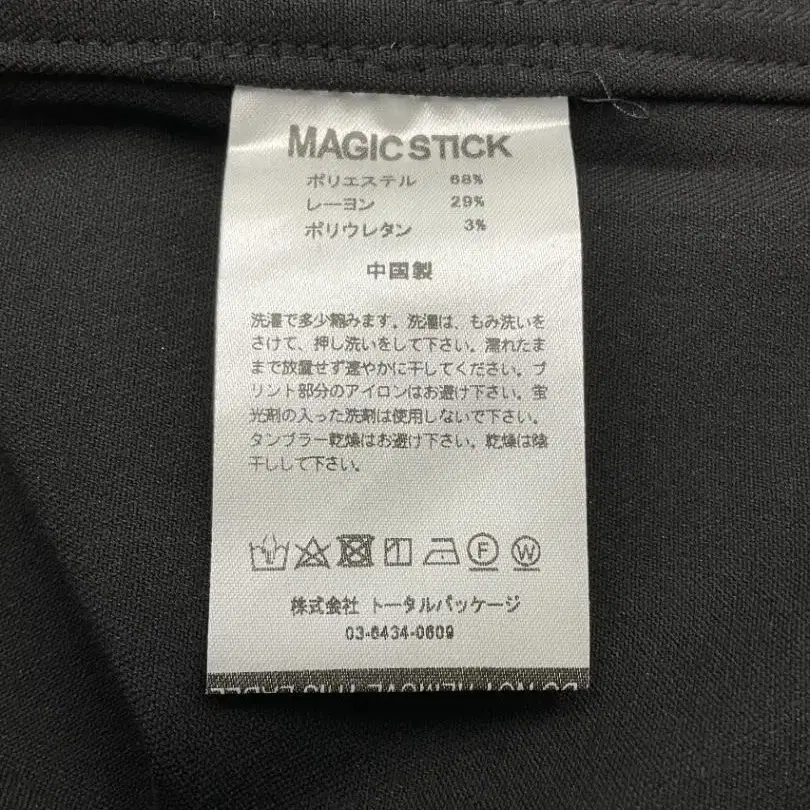 MAGIC STICK
ポリエステル 68%
レーヨン 29%
ポリウレタン 3%
中国製
洗濯で多少縮みます。洗濯は、もみ洗いを
さけて、押し洗いをして下さい。濡れたま
まで放置せず速やかに干してください。プ
リント部分のアイロンはお避け下さい。蛍
光剤の入った洗剤は使用しないで下さい。
タンブラー乾燥はお避け下さい。乾燥は陰
干しして下さい。
F W
株式会社 トータルパッケージ
03-6434-0609